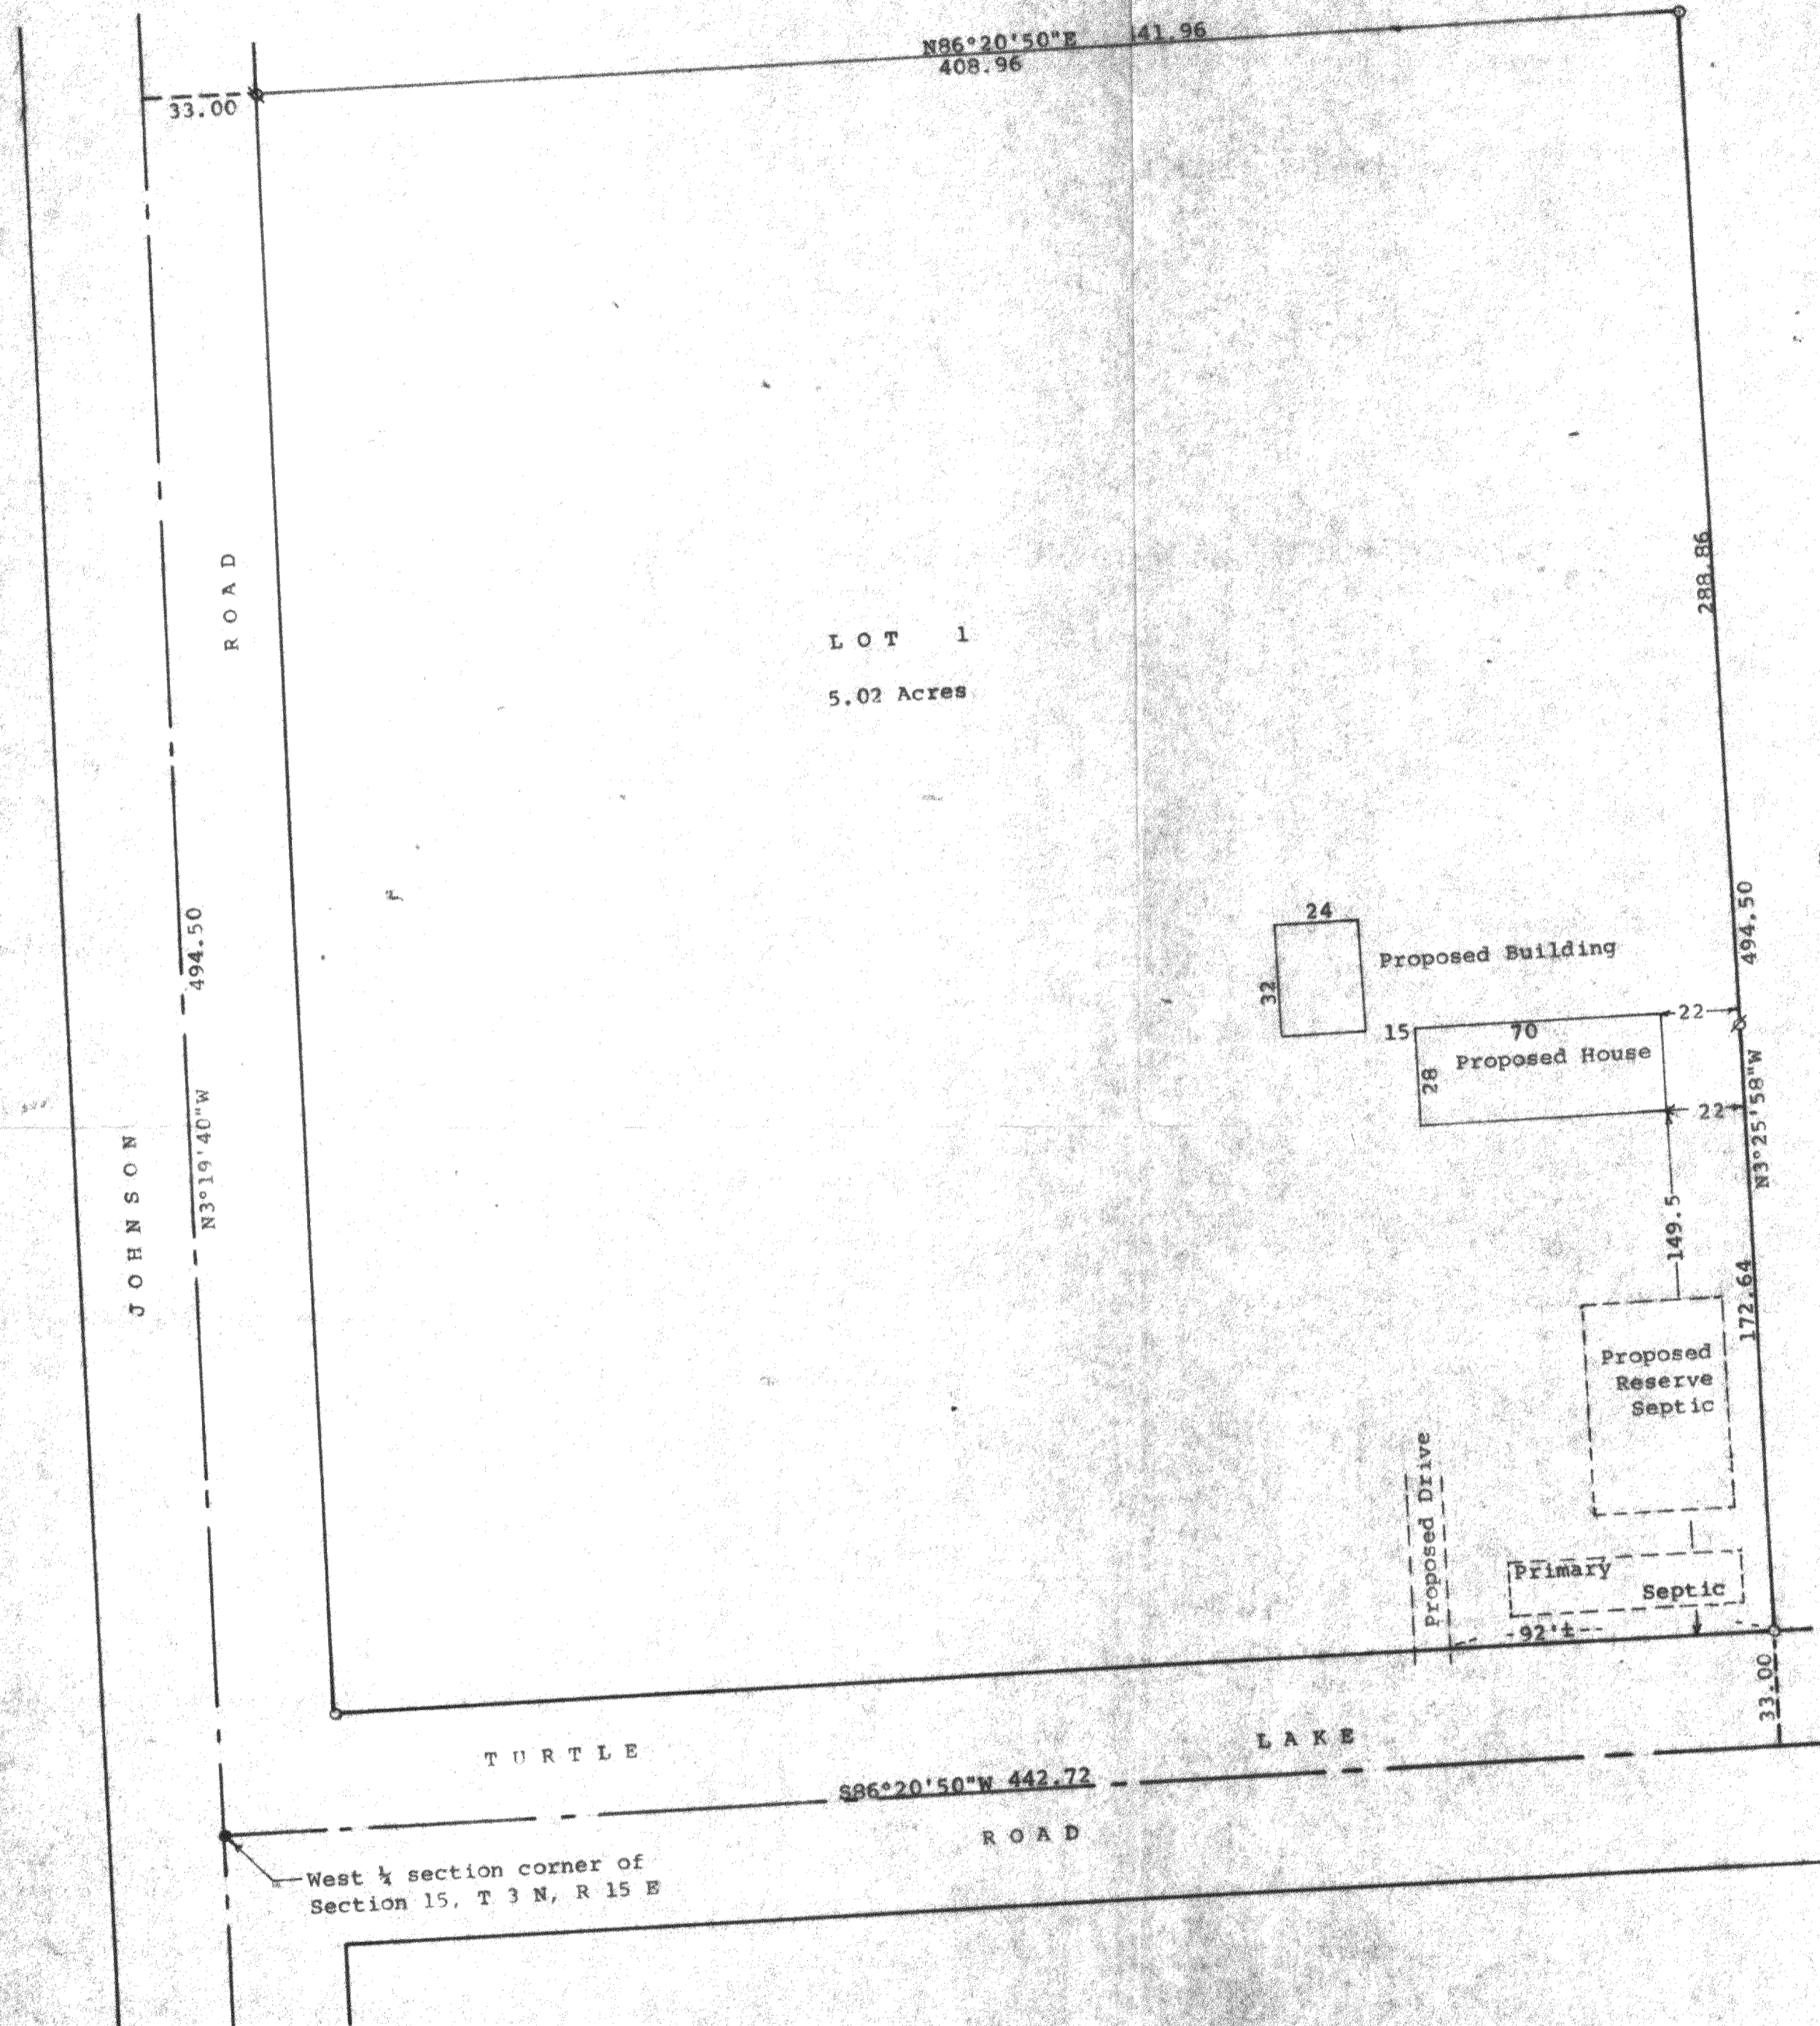 N86°20'50"E 441.96
408.96
33.00
ROAD
288.86
LOT 1
5.02 Acres
494.50
494.50
24
Proposed Building
32
22
15
70
Proposed House
28
22
N3°25'58"W
N3°19'40"W
JOHNSON
149.5
172.64
Proposed
Reserve
Septic
Proposed Drive
Primary
Septic
92'±
33.00
TURTLE LAKE
S86°20'50"W 442.72
ROAD
West ¼ section corner of
Section 15, T 3 N, R 15 E